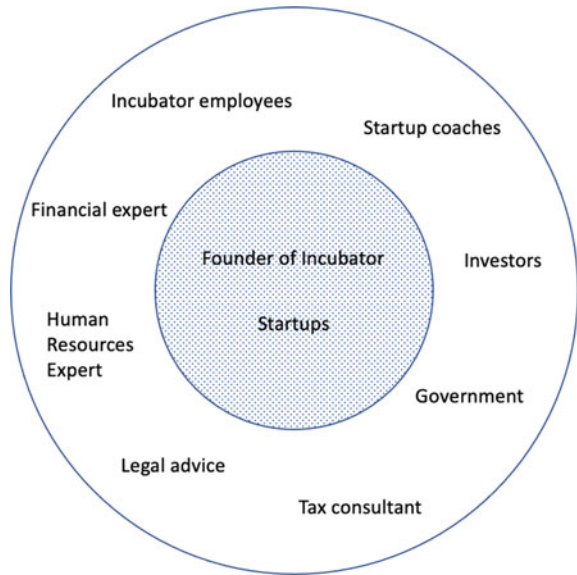 Incubator employees
Startup coaches
Financial expert
Founder of Incubator
Investors
Startups
Human
Resources
Expert
Government
Legal advice
Tax consultant